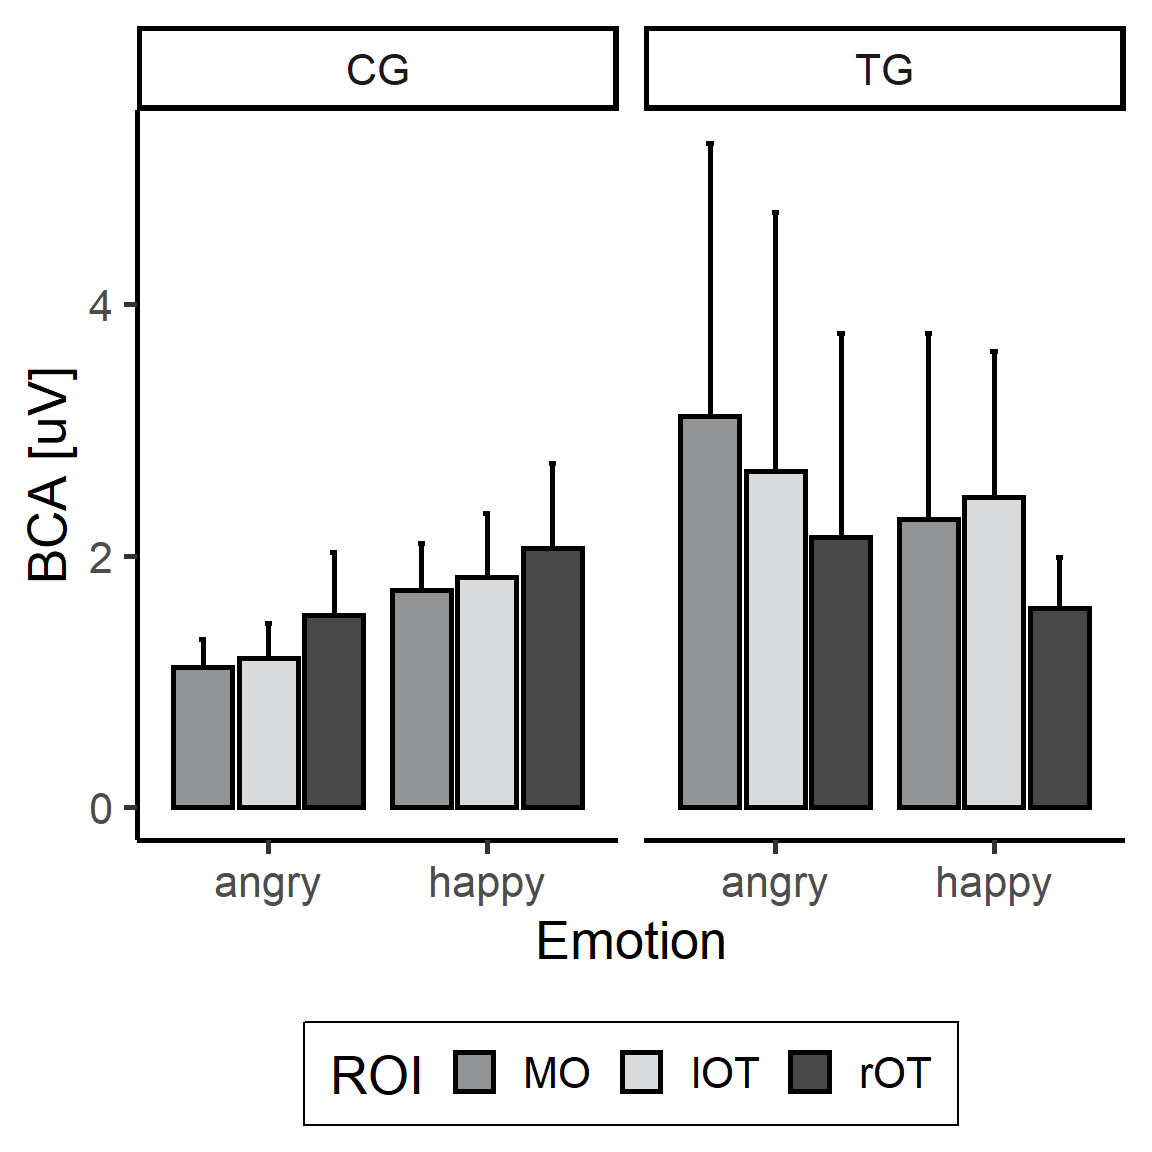 CG TG
4
2
0
BCA [uV]
angry happy angry happy
Emotion
ROI MO lOT rOT